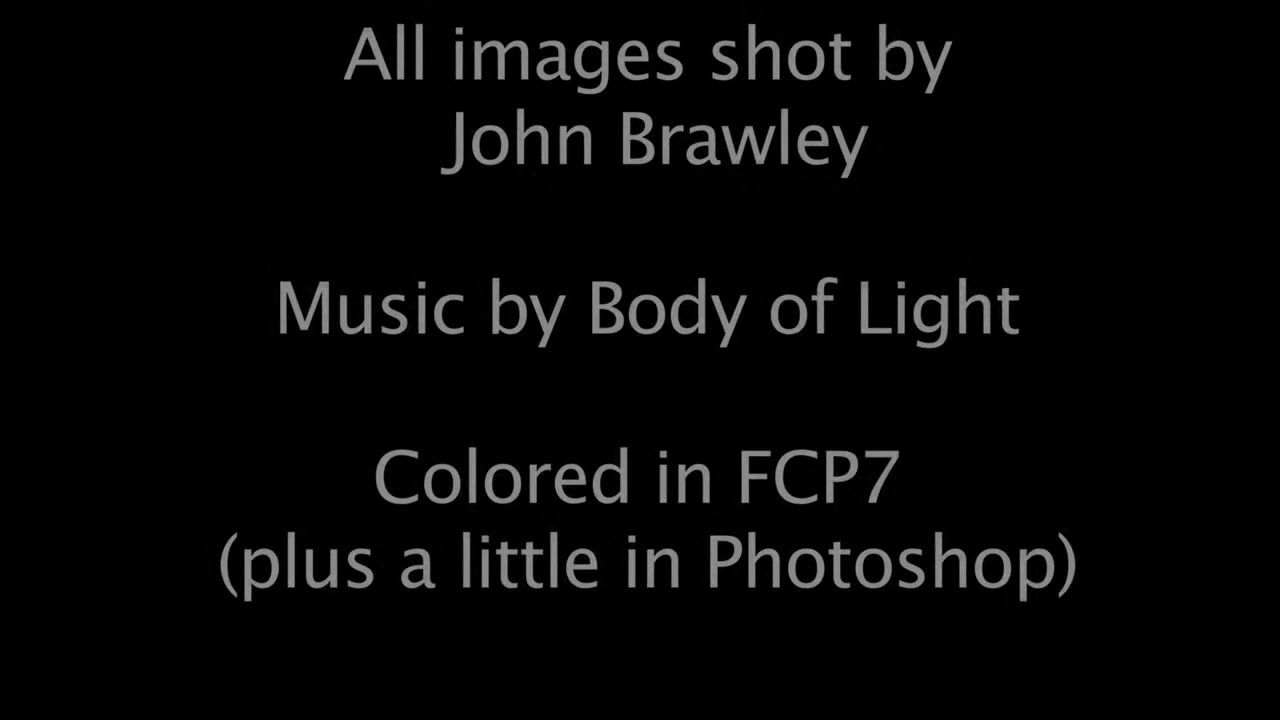 All images shot by
John Brawley
Music by Body of Light
Colored in FCP7
(plus a little in Photoshop)